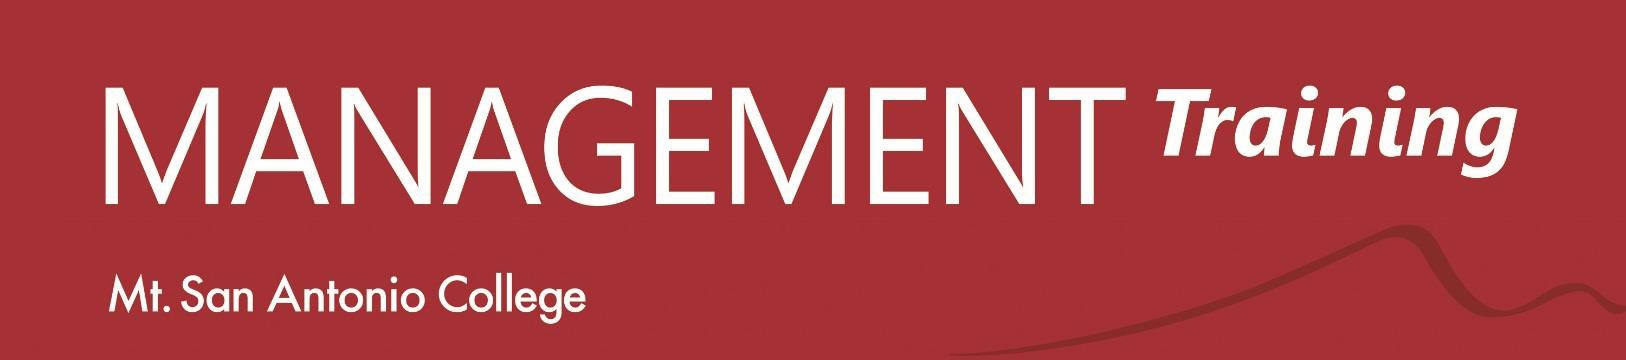 MANAGEMENT Training
Mt. San Antonio College